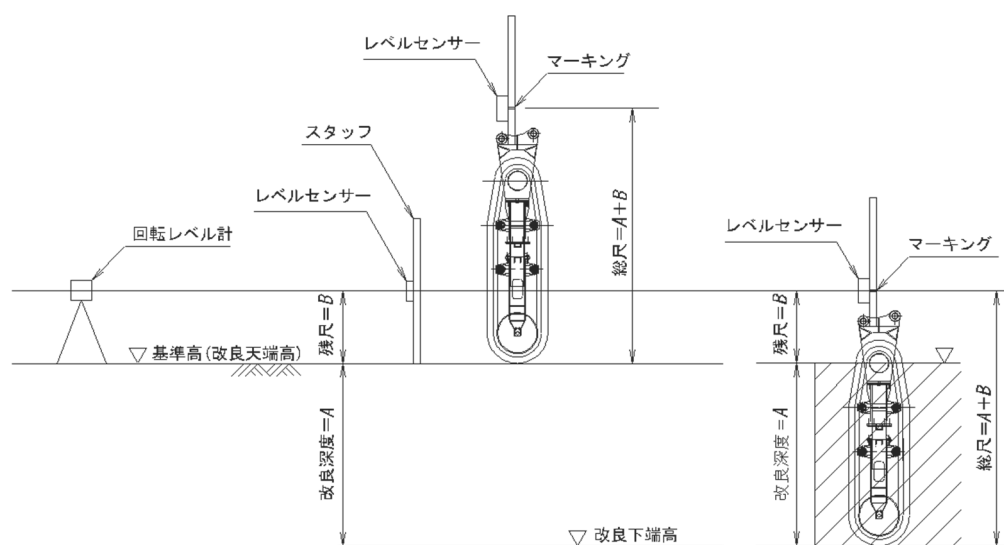 レベルセンサー
マーキング
スタッフ
レベルセンサー
回転レベル計
総尺=A+B
レベルセンサー
マーキング
残尺=B
残尺=B
基準高(改良天端高)
改良深度=A
改良深度=A
総尺=A+B
改良下端高